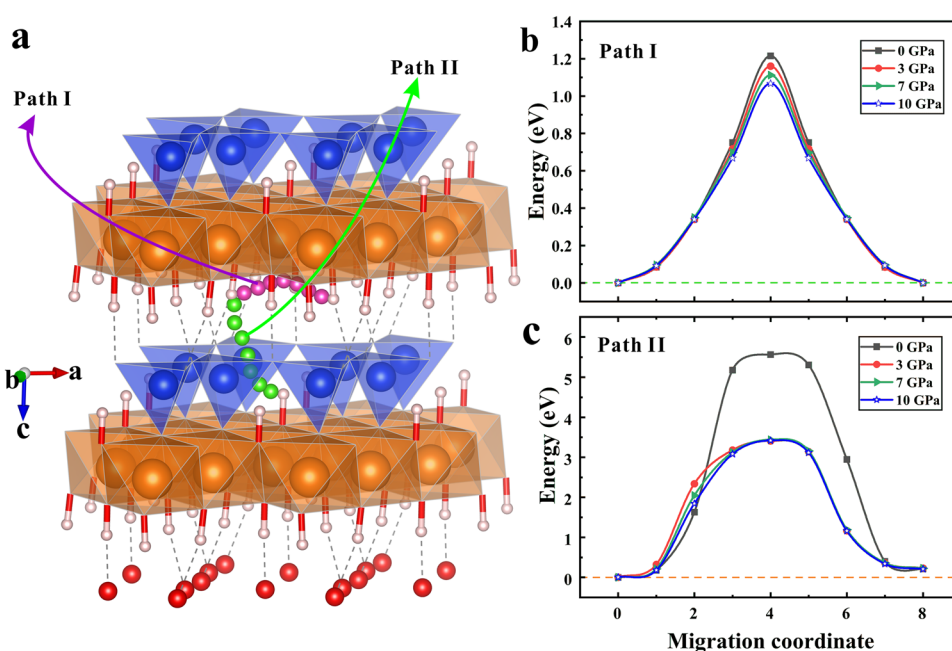 a
Path I
Path II
b
a
c
b
Path I
0 GPa
3 GPa
7 GPa
10 GPa
Energy (eV)
1.4
1.2
1.0
0.8
0.6
0.4
0.2
0.0
c
Path II
0 GPa
3 GPa
7 GPa
10 GPa
Energy (eV)
6
5
4
3
2
1
0
0 2 4 6 8
Migration coordinate